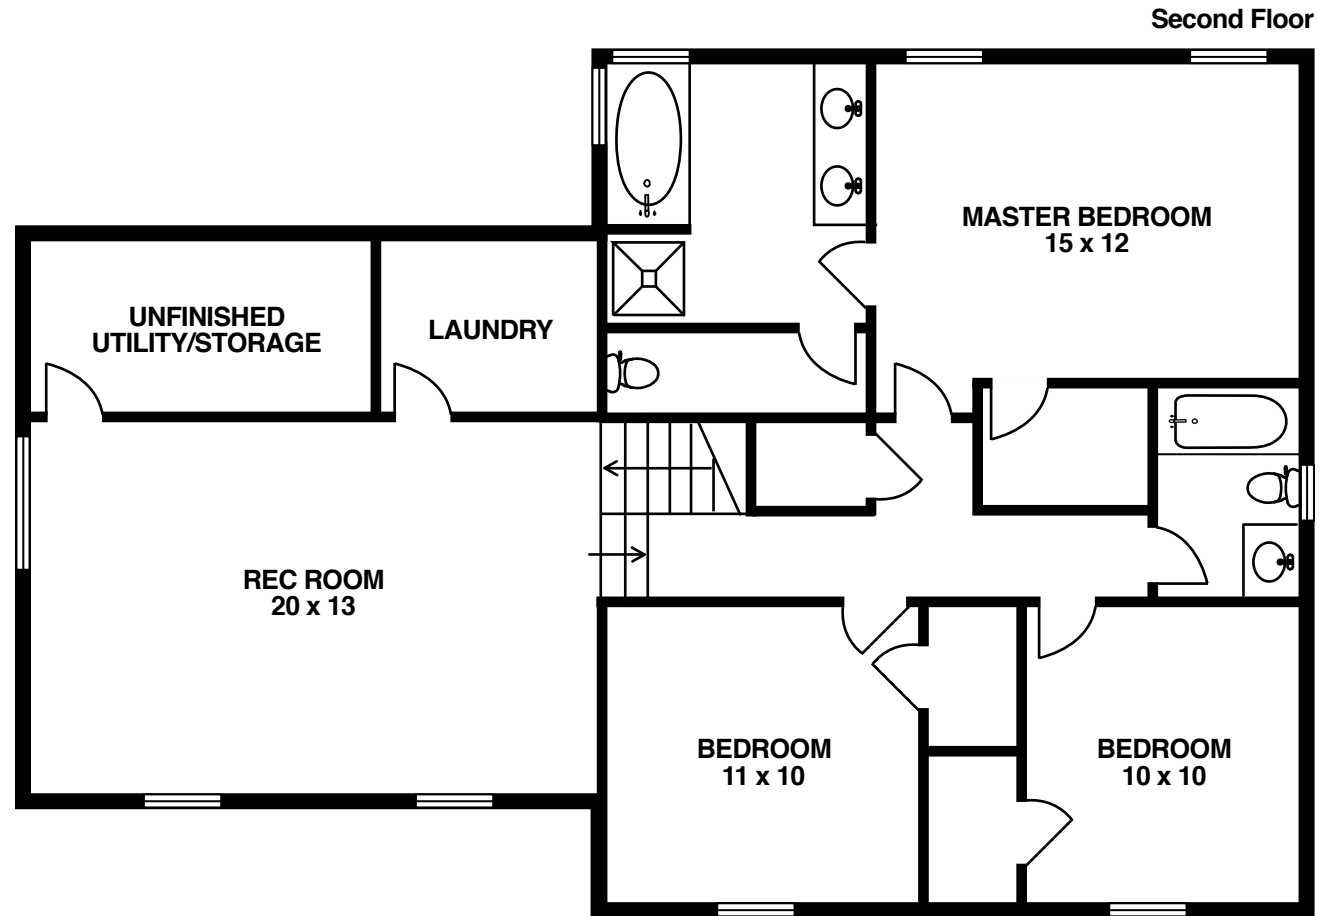 Second Floor
MASTER BEDROOM
15 x 12
UNFINISHED
UTILITY/STORAGE
LAUNDRY
REC ROOM
20 x 13
BEDROOM
11 x 10
BEDROOM
10 x 10